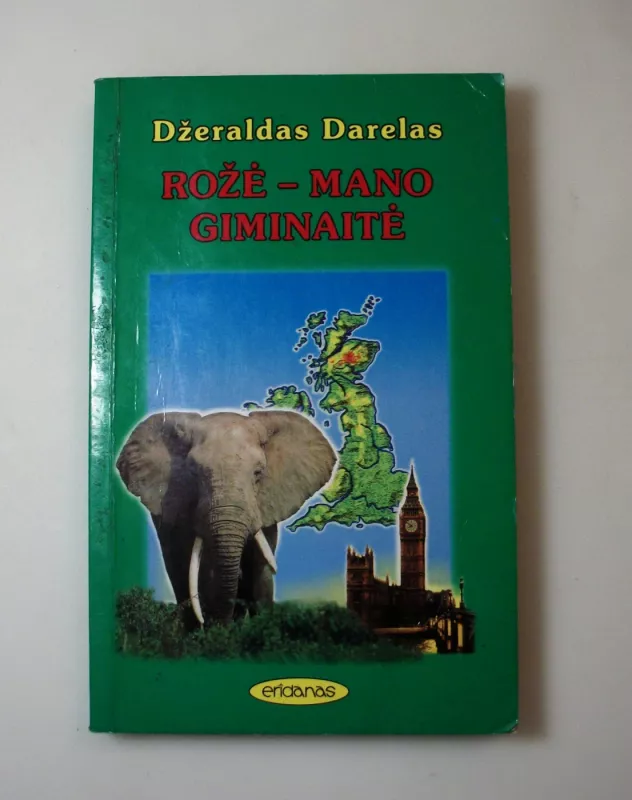 Džeraldas Darelas
ROŽĖ – MANO
GIMINAITĖ
eridanas